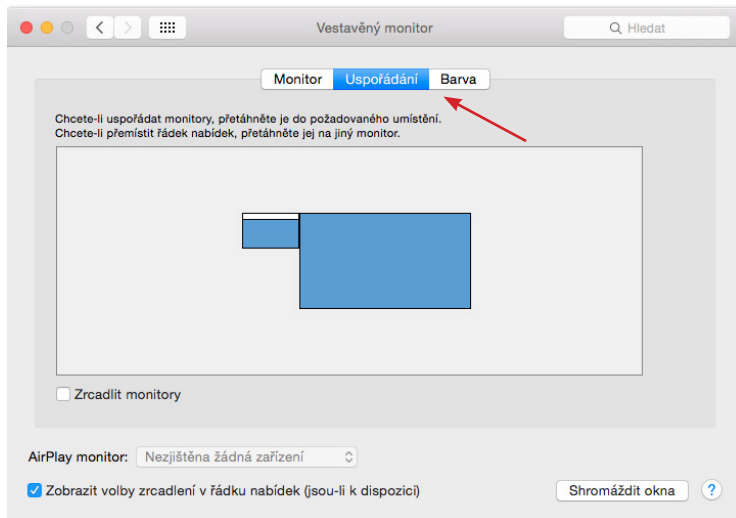 Vestavěný monitor
Hledat
Monitor Uspořádání Barva
Chcete-li uspořádat monitory, přetáhněte je do požadovaného umístění.
Chcete-li přemístit řádek nabídek, přetáhněte jej na jiný monitor.
Zrcadlit monitory
AirPlay monitor: Nezjištěna žádná zařízení
Zobrazit volby zrcadlení v řádku nabídek (jsou-li k dispozici)
Shromáždit okna ?